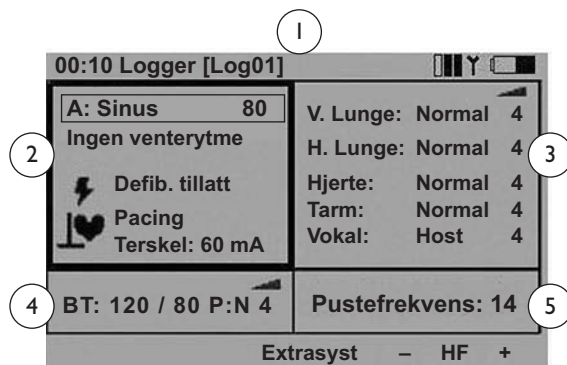 1
00:10 Logger [Log01]
A: Sinus 80
Ingen venterytme
Defib. tillatt
Pacing
Terskel: 60 mA
2
V. Lunge: Normal 4
H. Lunge: Normal 4
Hjerte: Normal 4
Tarm: Normal 4
Vokal: Host 4
3
4
BT: 120 / 80 P:N 4
Pustefrekvens: 14
5
Extrasyst – HF +